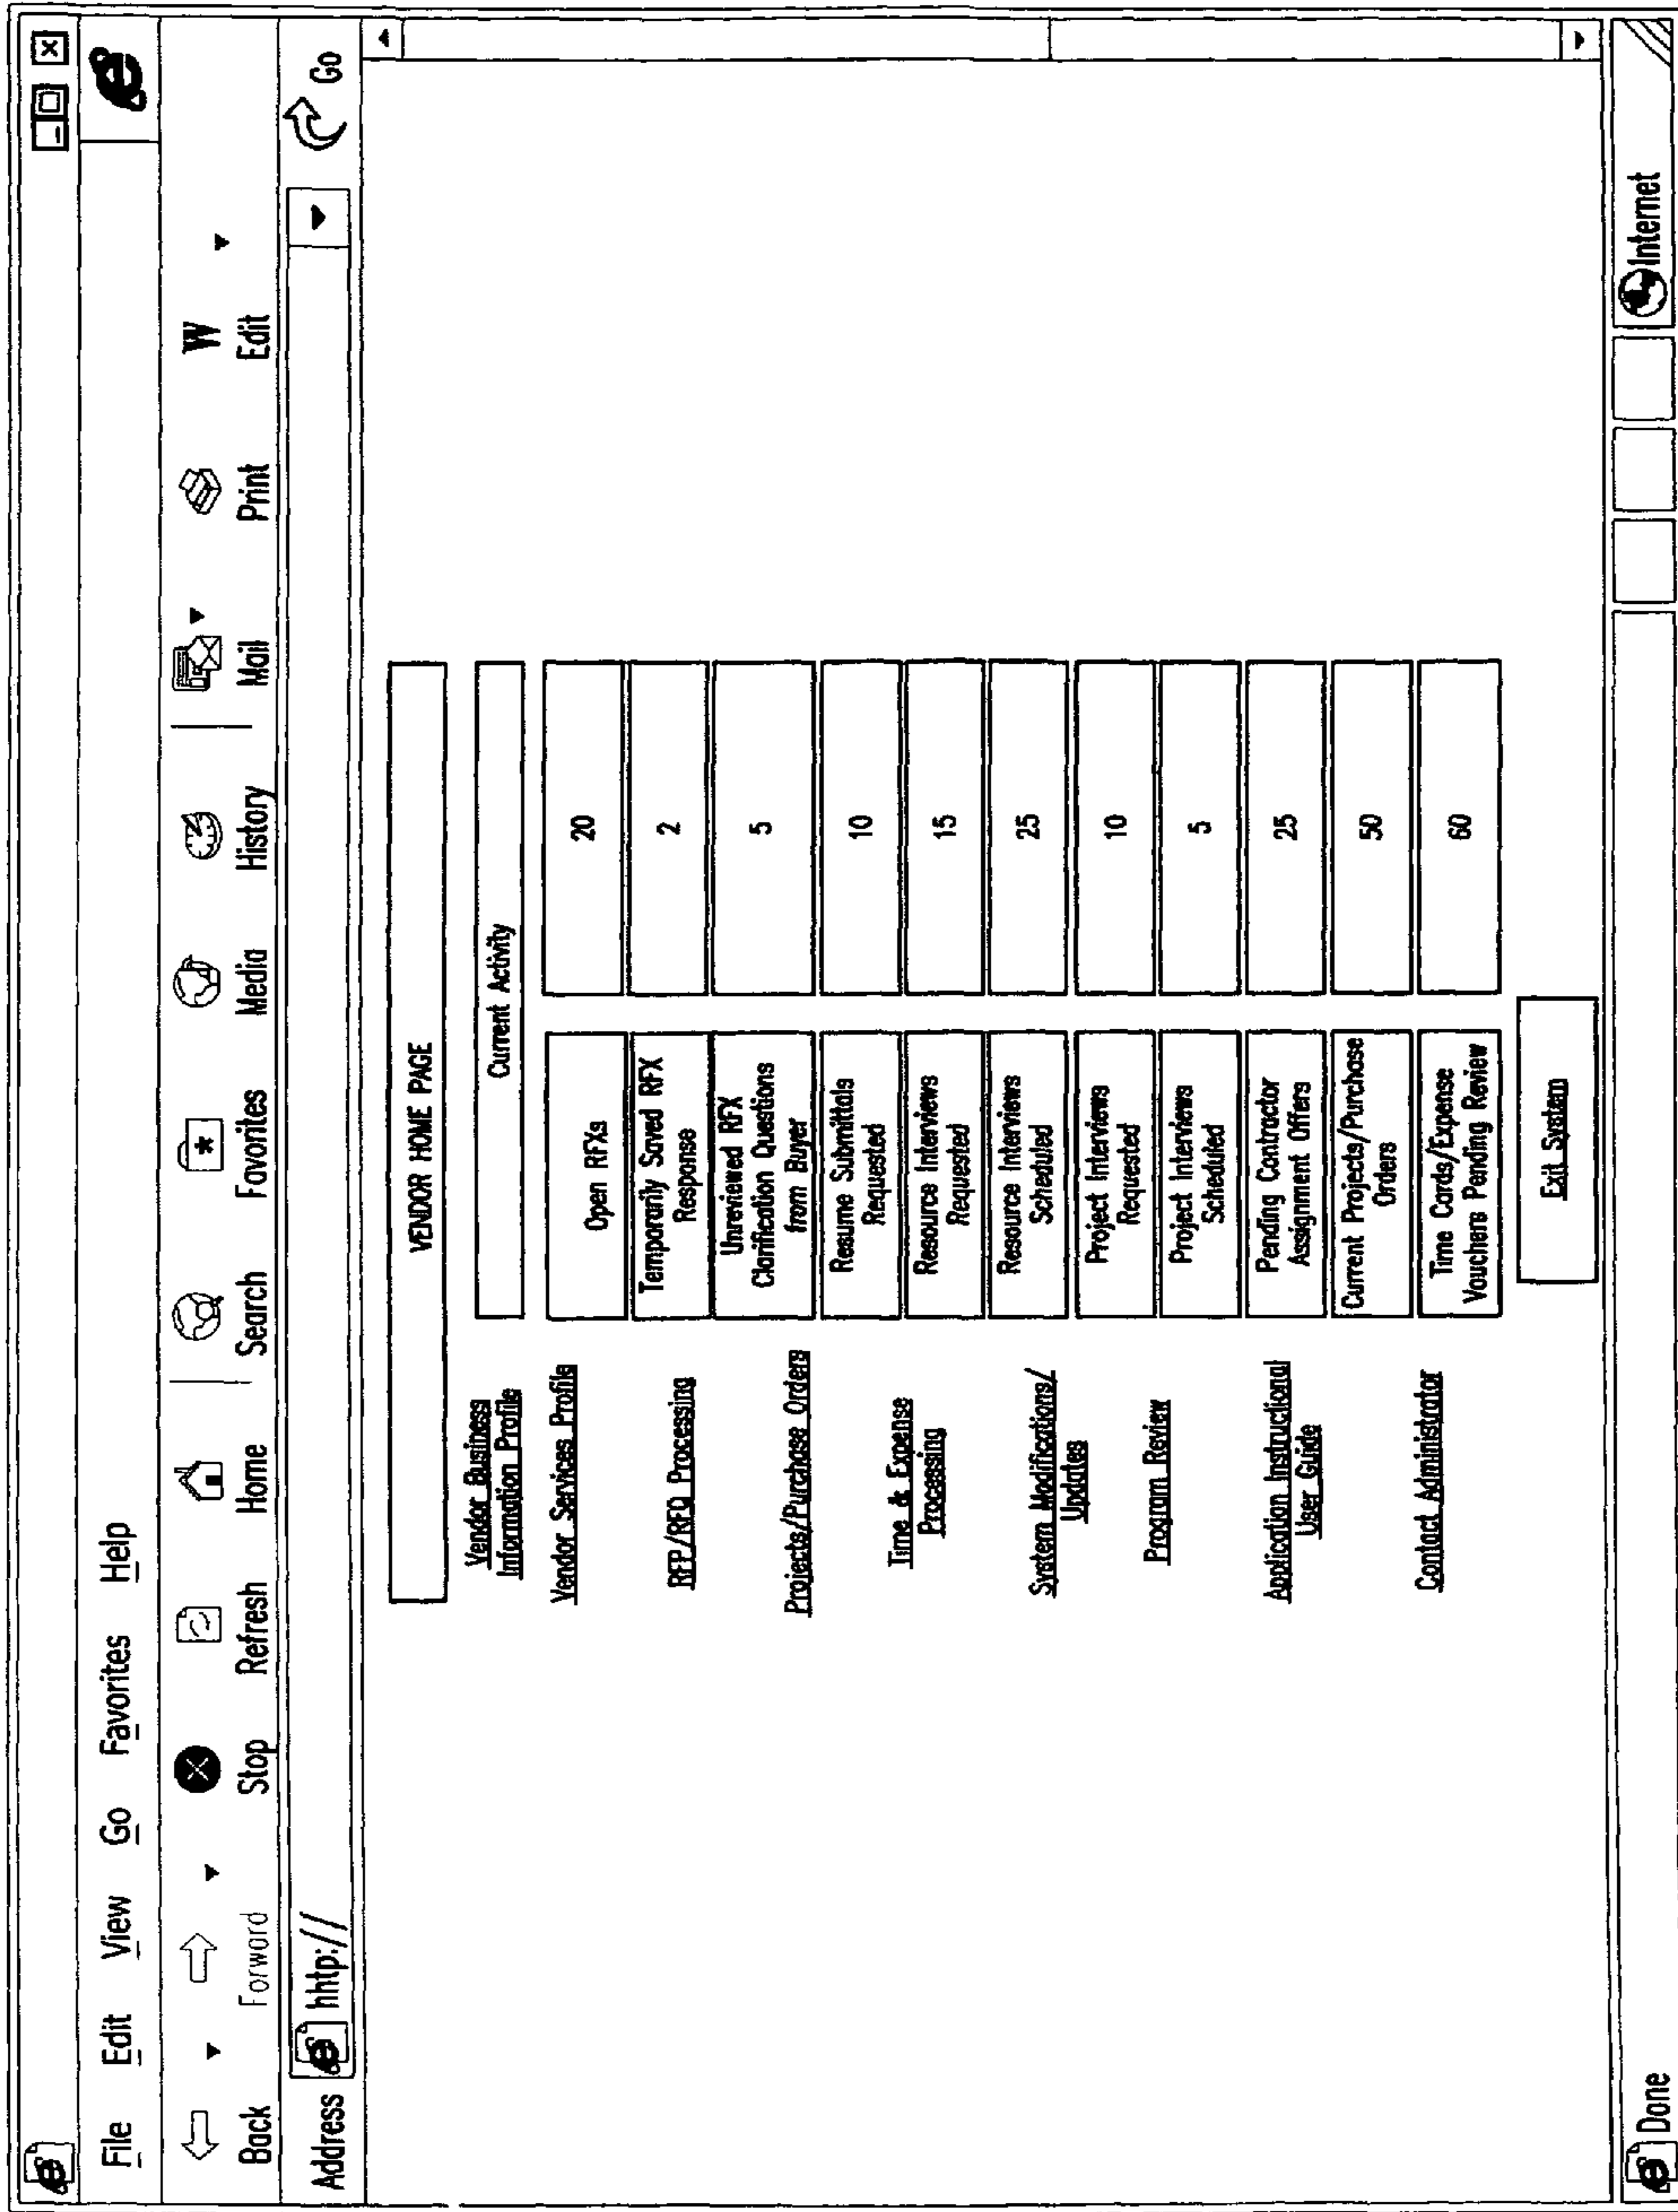 File Edit View Go Favorites Help
Back Forword Stop Refresh Home Search Favorites Media History Mail Print Edit
W
Address hhtp:// Go
VENDOR HOME PAGE
Vendor Business
Information Profile
Current Activity
Vendor Services Profile
Open RFXs 20
RFP/RFQ Processing
Temporarily Saved RFX
Response
2
Projects/Purchase Orders
Unreviewed RFX
Clarification Questions
from Buyer
5
Time & Expense
Processing
Resume Submittals
Requested
10
Resource Interviews
Requested
15
System Modifications/
Updates
Resource Interviews
Scheduled
25
Program Review
Project Interviews
Requested
10
Project Interviews
Scheduled
5
Application Instructional
User Guide
Pending Contractor
Assignment Offers
25
Current Projects/Purchase
Orders
50
Contact Administrator
Time Cards/Expense
Vouchers Pending Review
60
Exit System
Done Internet